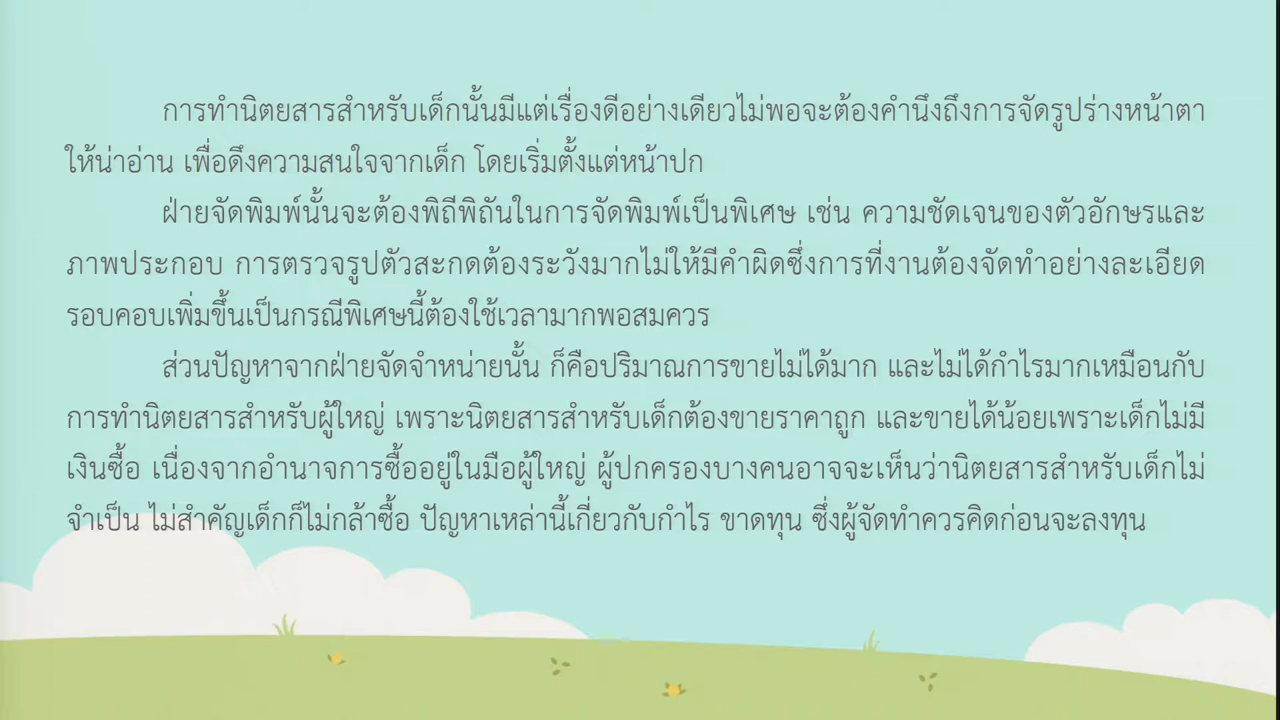 การทำนิตยสารสำหรับเด็กนั้นมีแต่เรื่องดีอย่างเดียวไม่พอจะต้องคำนึงถึงการจัดรูปร่างหน้าตา
ให้น่าอ่าน เพื่อดึงความสนใจจากเด็ก โดยเริ่มตั้งแต่หน้าปก
ฝ่ายจัดพิมพ์นั้นจะต้องพิถีพิถันในการจัดพิมพ์เป็นพิเศษ เช่น ความชัดเจนของตัวอักษรและ
ภาพประกอบ การตรวจรูปตัวสะกดต้องระวังมากไม่ให้มีคำผิดซึ่งการที่งานต้องจัดทำอย่างละเอียด
รอบคอบเพิ่มขึ้นเป็นกรณีพิเศษนี้ต้องใช้เวลามากพอสมควร
ส่วนปัญหาจากฝ่ายจัดจำหน่ายนั้น ก็คือปริมาณการขายไม่ได้มาก และไม่ได้กำไรมากเหมือนกับ
การทำนิตยสารสำหรับผู้ใหญ่ เพราะนิตยสารสำหรับเด็กต้องขายราคาถูก และขายได้น้อยเพราะเด็กไม่มี
เงินซื้อ เนื่องจากอำนาจการซื้ออยู่ในมือผู้ใหญ่ ผู้ปกครองบางคนอาจจะเห็นว่านิตยสารสำหรับเด็กไม่
จำเป็น ไม่สำคัญเด็กก็ไม่กล้าซื้อ ปัญหาเหล่านี้เกี่ยวกับกำไร ขาดทุน ซึ่งผู้จัดทำควรคิดก่อนจะลงทุน